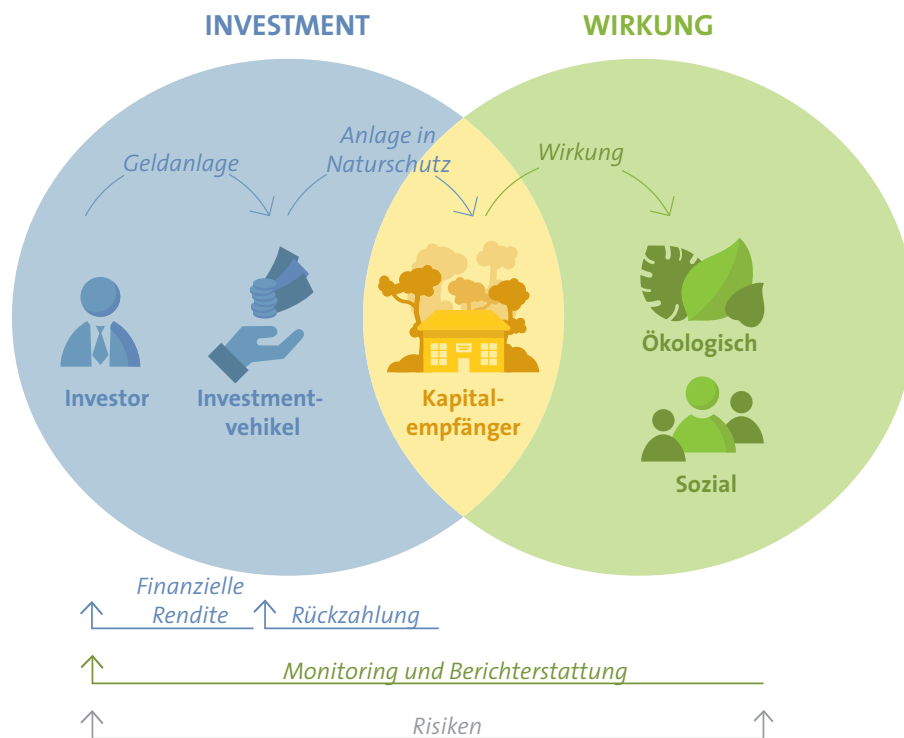 INVESTMENT
WIRKUNG
Geldanlage
Anlage in
Naturschutz
Wirkung
Investor
Investment-
vehikel
Kapital-
empfänger
Ökologisch
Sozial
Finanzielle
Rendite
Rückzahlung
Monitoring und Berichterstattung
Risiken